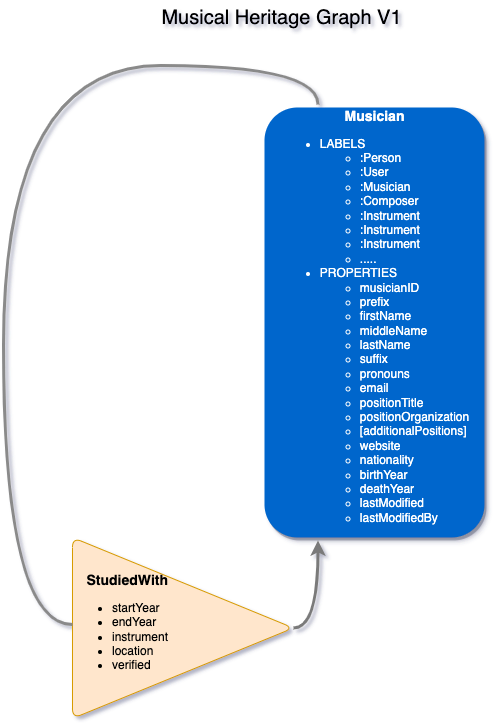 Musical Heritage Graph V1
Musician
LABELS
:Person
:User
:Musician
:Composer
:Instrument
:Instrument
:Instrument
.....
PROPERTIES
musicianID
prefix
firstName
middleName
lastName
suffix
pronouns
email
positionTitle
positionOrganization
[additionalPositions]
website
nationality
birthYear
deathYear
lastModified
lastModifiedBy
StudiedWith
startYear
endYear
instrument
location
verified